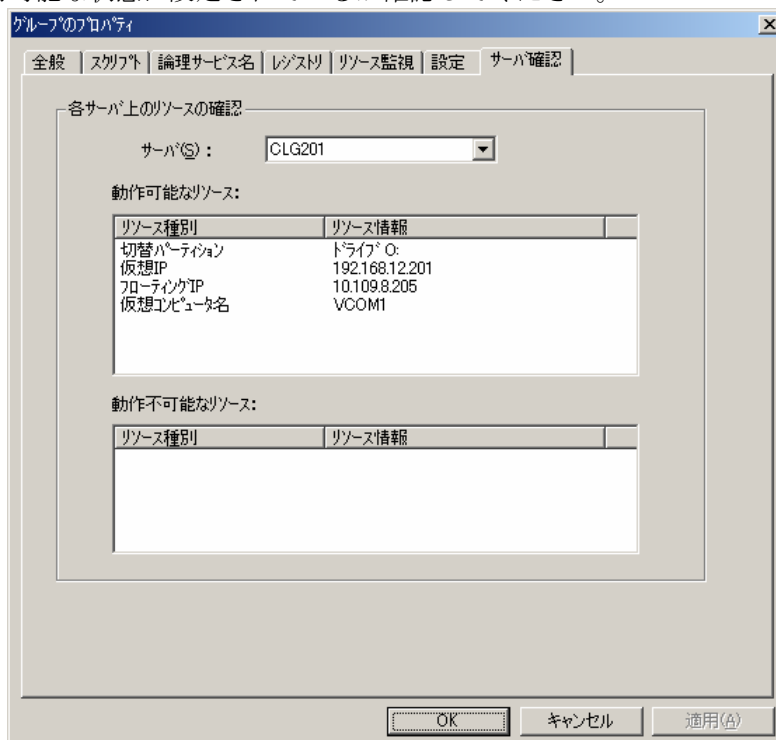 グループのプロパティ
全般 スクリプト 論理サービス名 レジストリ リソース監視 設定 サーバ確認
各サーバ上のリソースの確認
サーバ(S): CLG201
動作可能なリソース:
リソース種別 リソース情報
切替パーティション ドライブ O:
仮想IP 192.168.12.201
フローティングIP 10.109.8.205
仮想コンピュータ名 VCOM1
動作不可能なリソース:
リソース種別 リソース情報
OK キャンセル 適用(A)